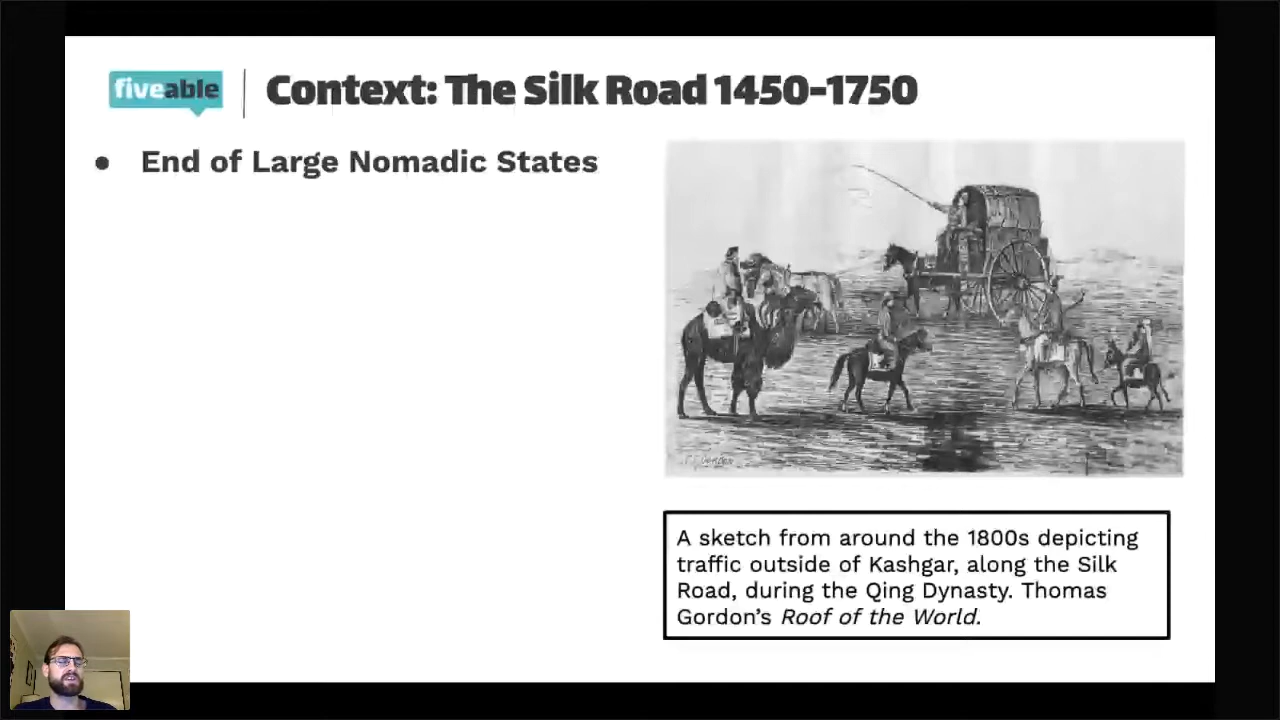 fiveable
Context: The Silk Road 1450-1750
● End of Large Nomadic States
A sketch from around the 1800s depicting
traffic outside of Kashgar, along the Silk
Road, during the Qing Dynasty. Thomas
Gordon’s Roof of the World.